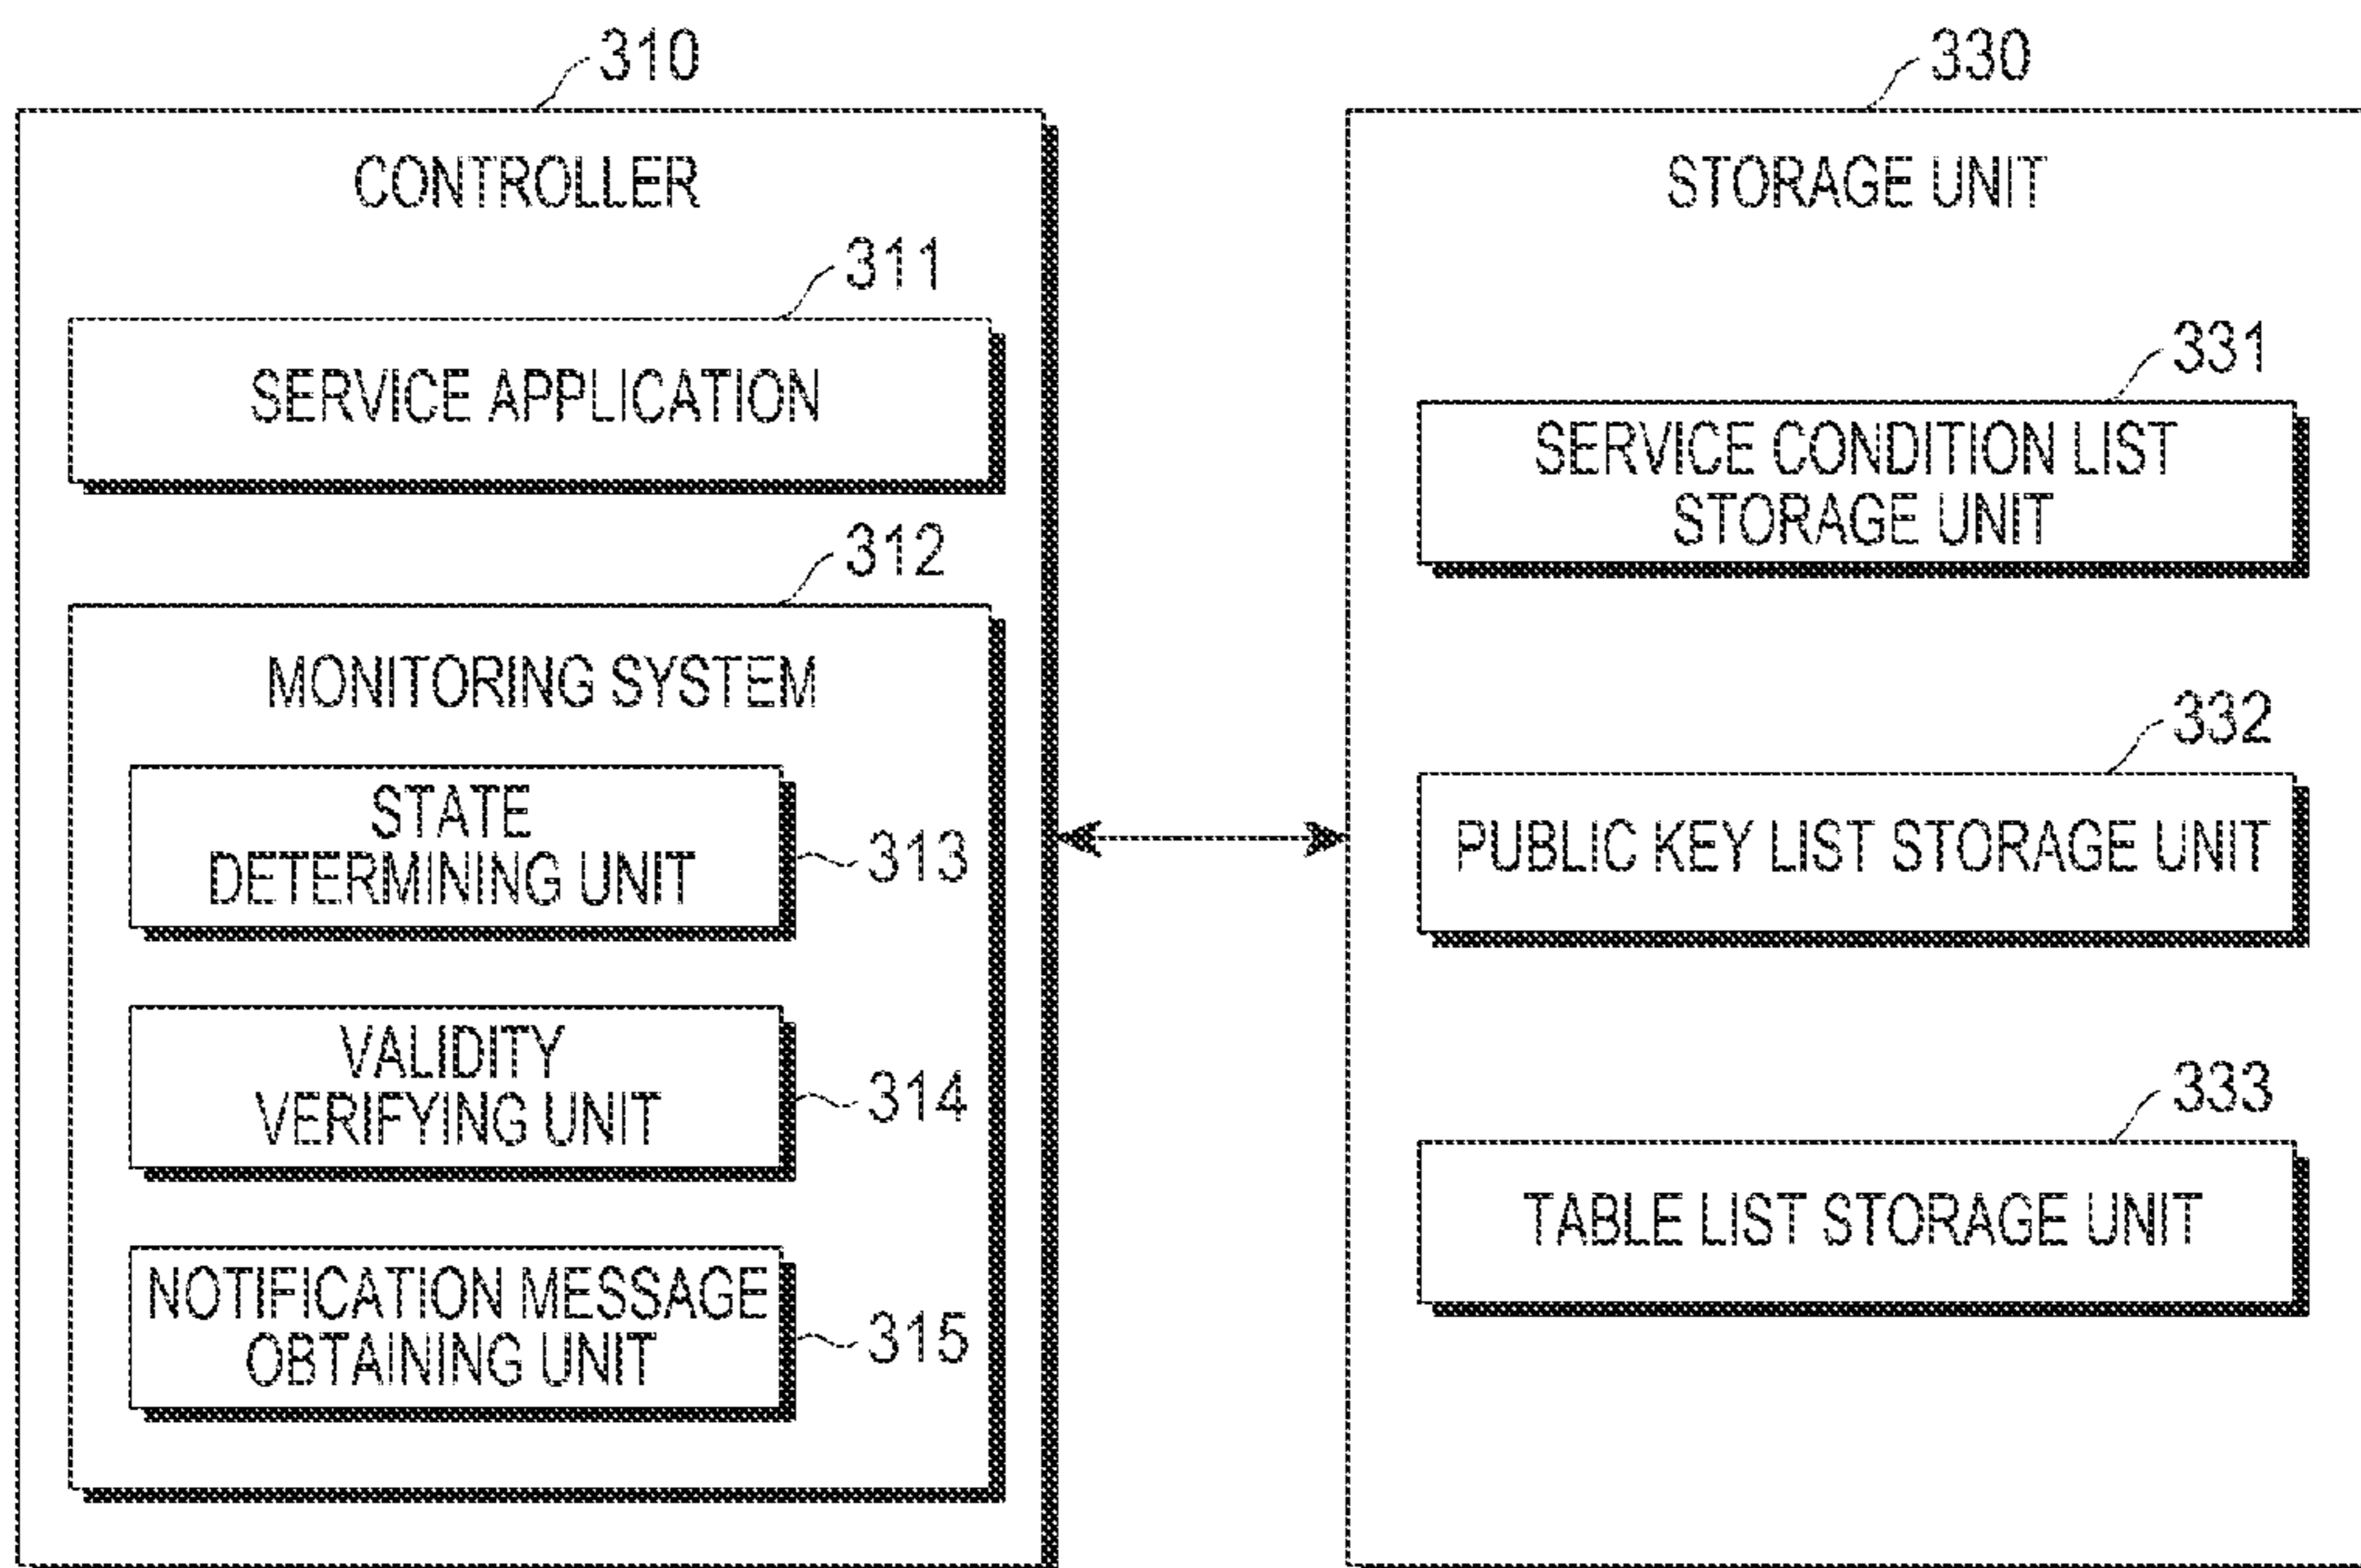 310
CONTROLLER
311
SERVICE APPLICATION
312
MONITORING SYSTEM
STATE
DETERMINING UNIT
313
VALIDITY
VERIFYING UNIT
314
NOTIFICATION MESSAGE
OBTAINING UNIT
315
330
STORAGE UNIT
331
SERVICE CONDITION LIST
STORAGE UNIT
332
PUBLIC KEY LIST STORAGE UNIT
333
TABLE LIST STORAGE UNIT